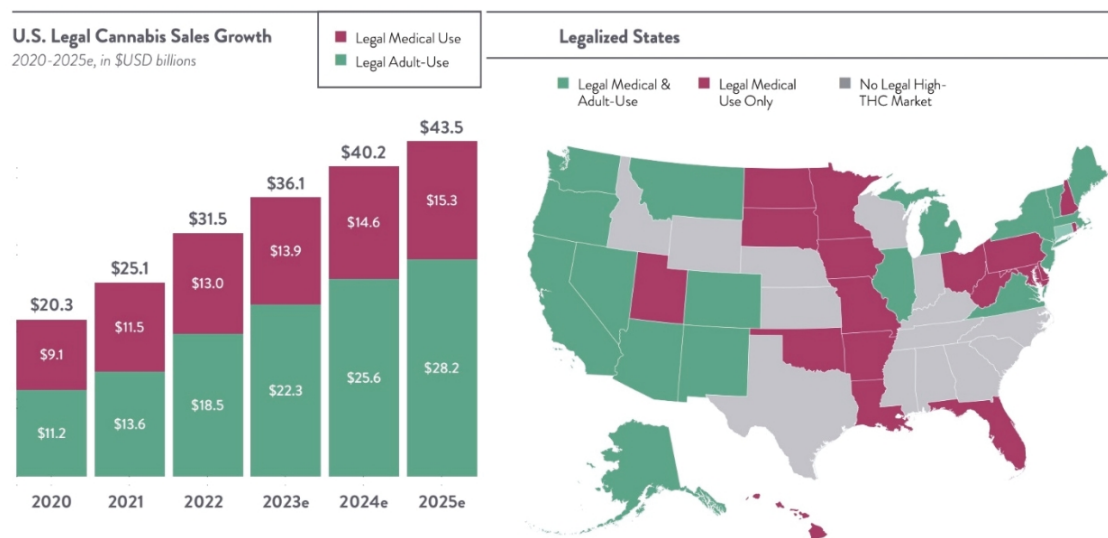 U.S. Legal Cannabis Sales Growth
2020-2025e, in $USD billions
Legal Medical Use
Legal Adult-Use
$20.3
$9.1
$11.2
2020
$25.1
$11.5
$13.6
2021
$31.5
$13.0
$18.5
2022
$36.1
$13.9
$22.3
2023e
$40.2
$14.6
$25.6
2024e
$43.5
$15.3
$28.2
2025e
Legalized States
Legal Medical &
Adult-Use
Legal Medical
Use Only
No Legal High-
THC Market